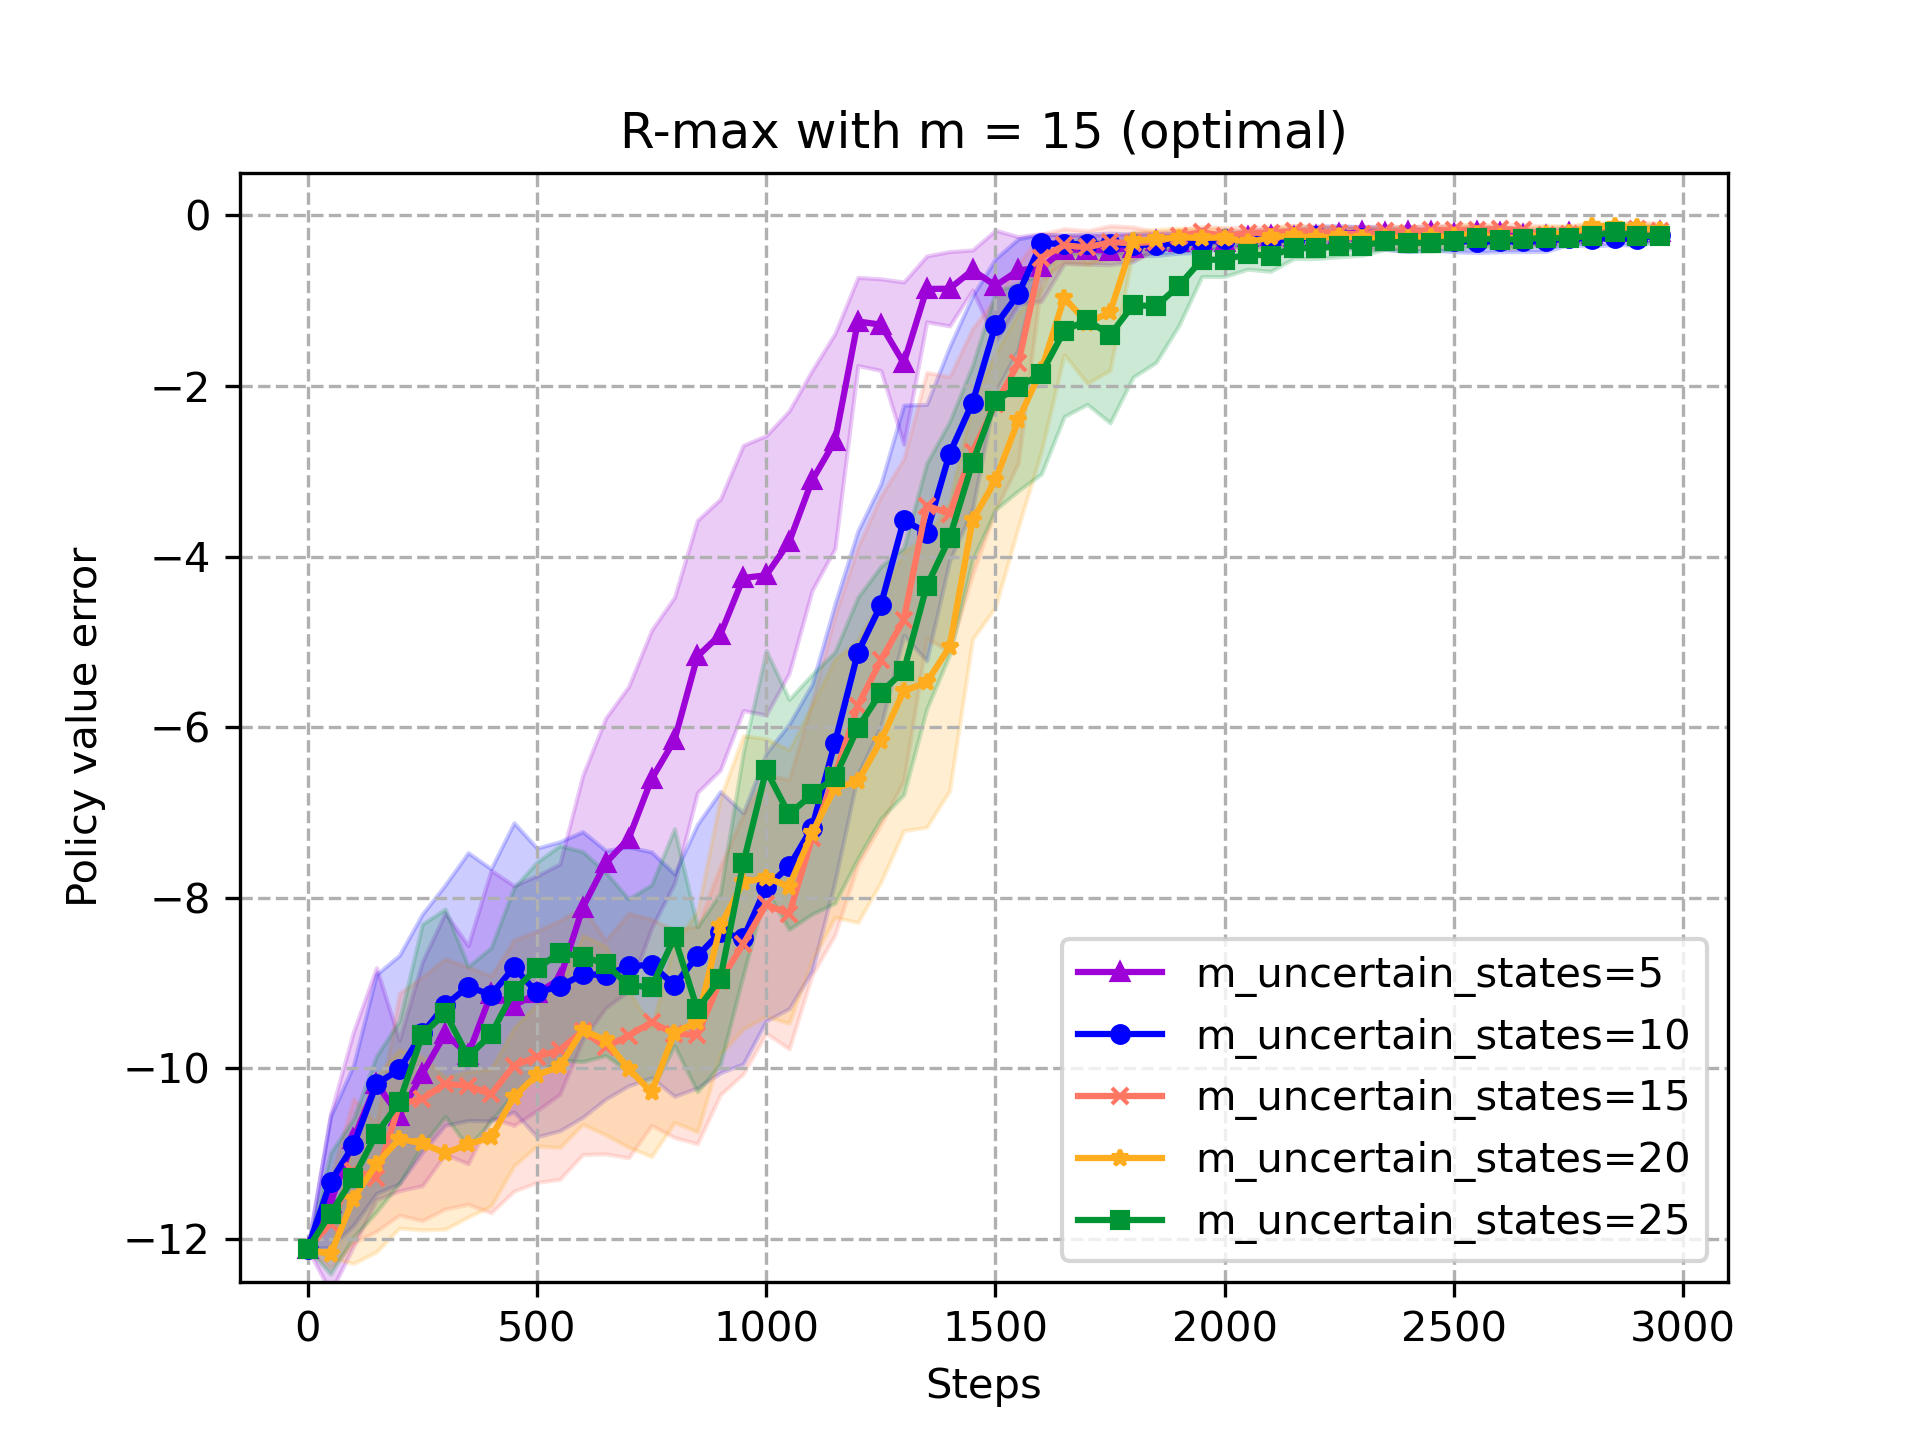 R-max with m = 15 (optimal)
Policy value error
0
−2
−4
−6
−8
−10
−12
m_uncertain_states=5
m_uncertain_states=10
m_uncertain_states=15
m_uncertain_states=20
m_uncertain_states=25
0 500 1000 1500 2000 2500 3000
Steps